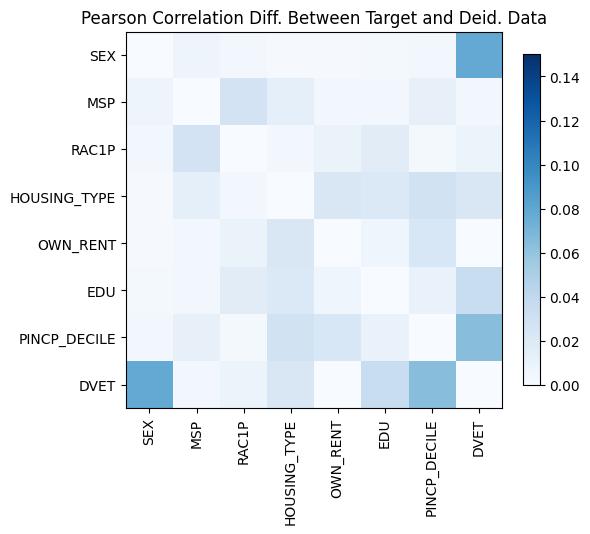 Pearson Correlation Diff. Between Target and Deid. Data
SEX
MSP
RAC1P
HOUSING_TYPE
OWN_RENT
EDU
PINCP_DECILE
DVET
SEX
MSP
RAC1P
HOUSING_TYPE
OWN_RENT
EDU
PINCP_DECILE
DVET
0.14
0.12
0.10
0.08
0.06
0.04
0.02
0.00